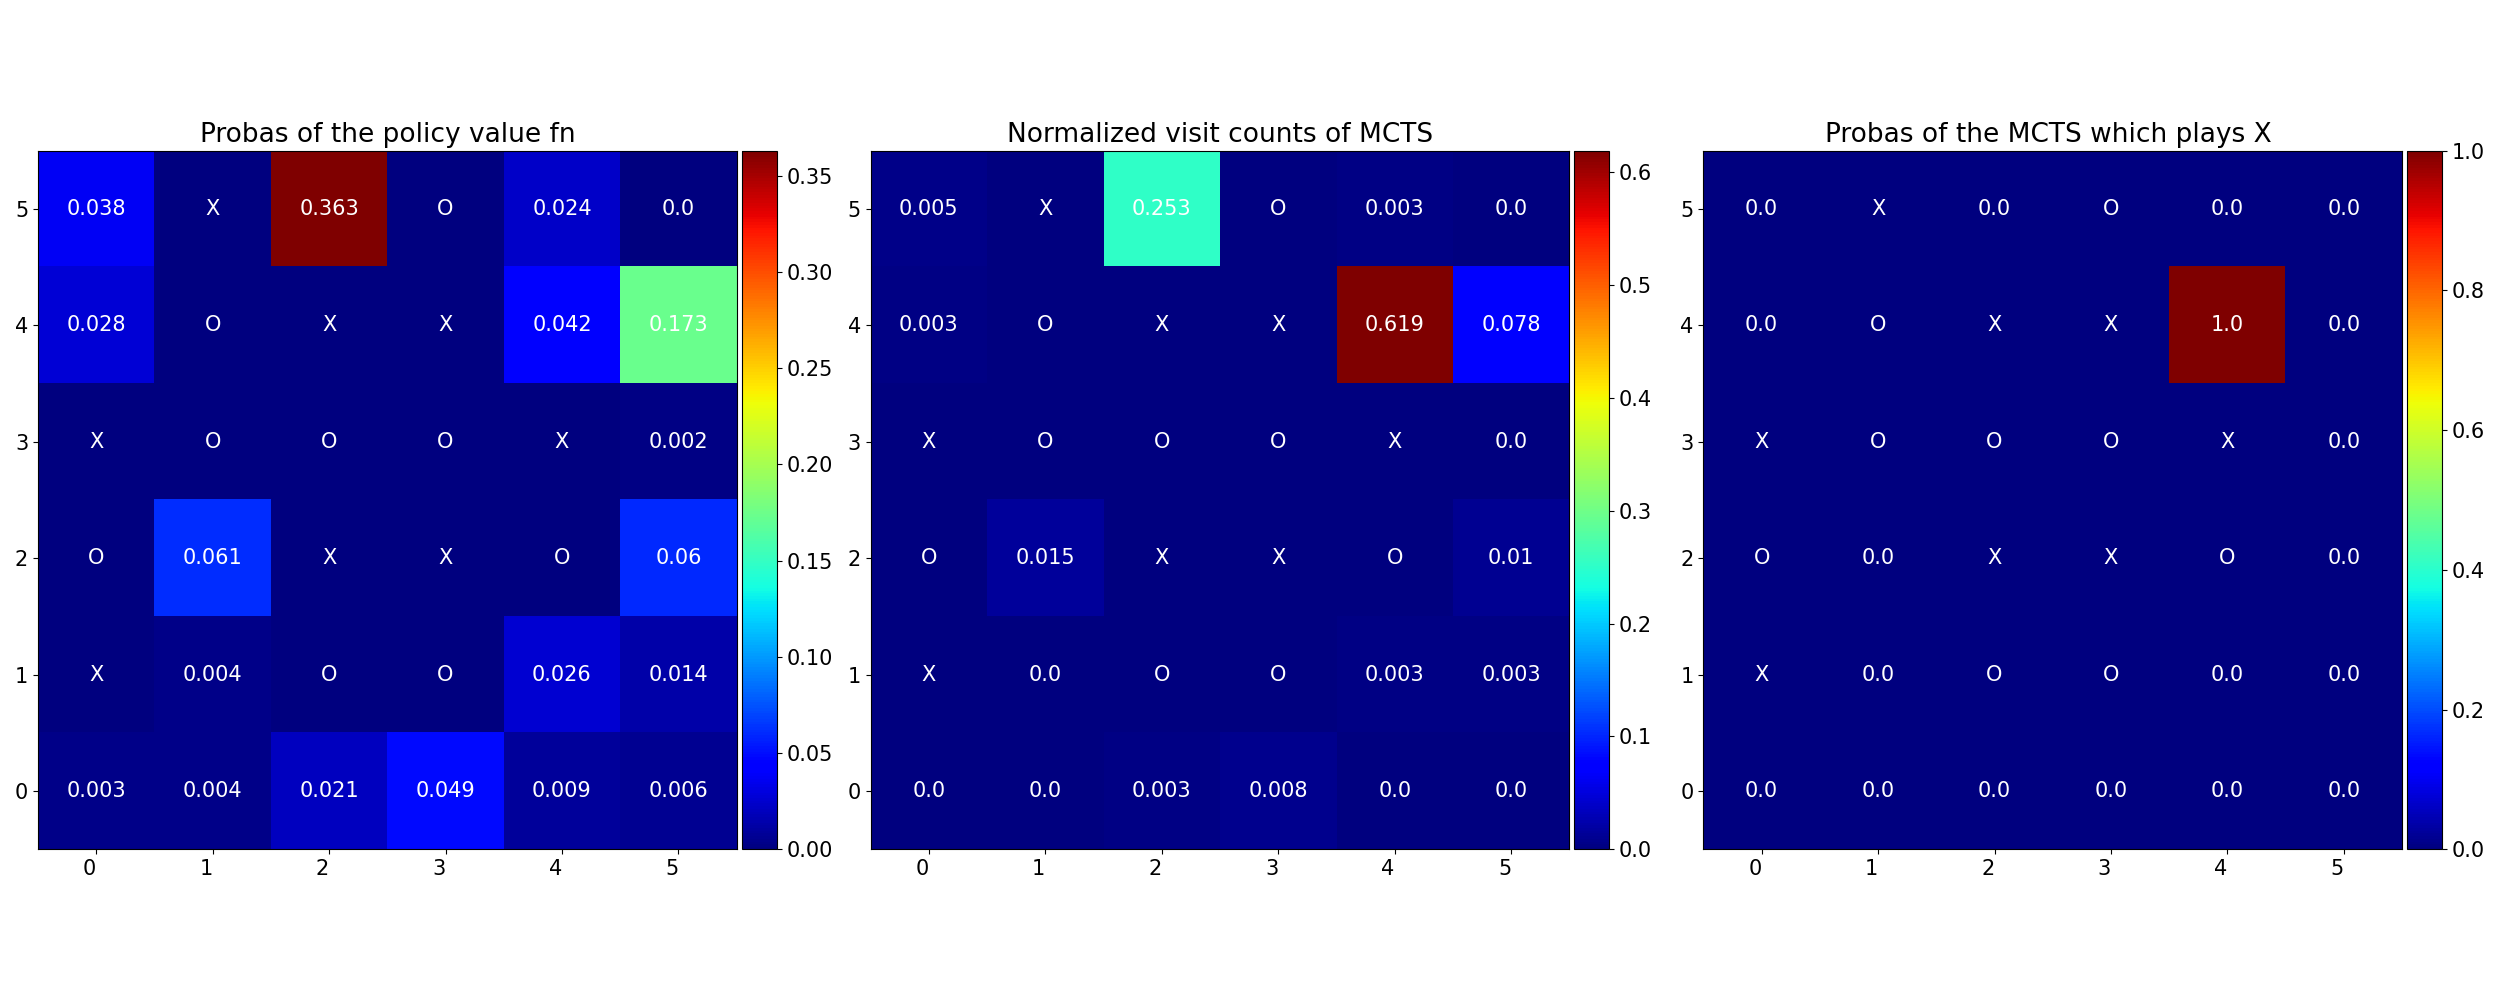 Probas of the policy value fn
5 0.038 X 0.363 O 0.024 0.0
4 0.028 O X X 0.042 0.173
3 X O O O X 0.002
2 O 0.061 X X O 0.06
1 X 0.004 O O 0.026 0.014
0 0.003 0.004 0.021 0.049 0.009 0.006
0 1 2 3 4 5
0.35
0.30
0.25
0.20
0.15
0.10
0.05
0.00
Normalized visit counts of MCTS
5 0.005 X 0.253 O 0.003 0.0
4 0.003 O X X 0.619 0.078
3 X O O O X 0.0
2 O 0.015 X X O 0.01
1 X 0.0 O O 0.003 0.003
0 0.0 0.0 0.003 0.008 0.0 0.0
0 1 2 3 4 5
0.6
0.5
0.4
0.3
0.2
0.1
0.0
Probas of the MCTS which plays X
5 0.0 X 0.0 O 0.0 0.0
4 0.0 O X X 1.0 0.0
3 X O O O X 0.0
2 O 0.0 X X O 0.0
1 X 0.0 O O 0.0 0.0
0 0.0 0.0 0.0 0.0 0.0 0.0
0 1 2 3 4 5
1.0
0.8
0.6
0.4
0.2
0.0